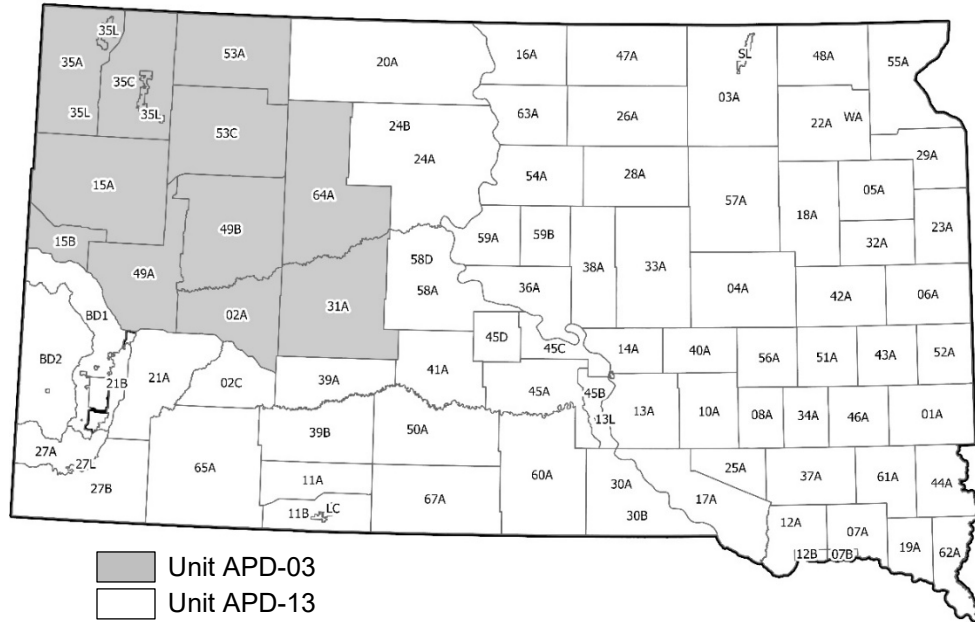 35L
35A
35C
35L
35L
53A
20A
16A
47A
SL
03A
48A
55A
53C
24B
24A
63A
26A
22A
WA
29A
15A
64A
54A
28A
57A
18A
05A
23A
49B
15B
49A
59A
59B
38A
33A
32A
58D
58A
36A
04A
42A
06A
02A
31A
BD1
BD2
21B
21A
02C
39A
41A
45D
45C
14A
40A
56A
51A
43A
52A
45A
45B
13L
13A
10A
08A
34A
46A
01A
27A
27L
27B
65A
39B
50A
11A
11B
LC
67A
60A
30A
30B
25A
17A
37A
61A
44A
12A
07A
12B
07B
19A
62A
Unit APD-03
Unit APD-13